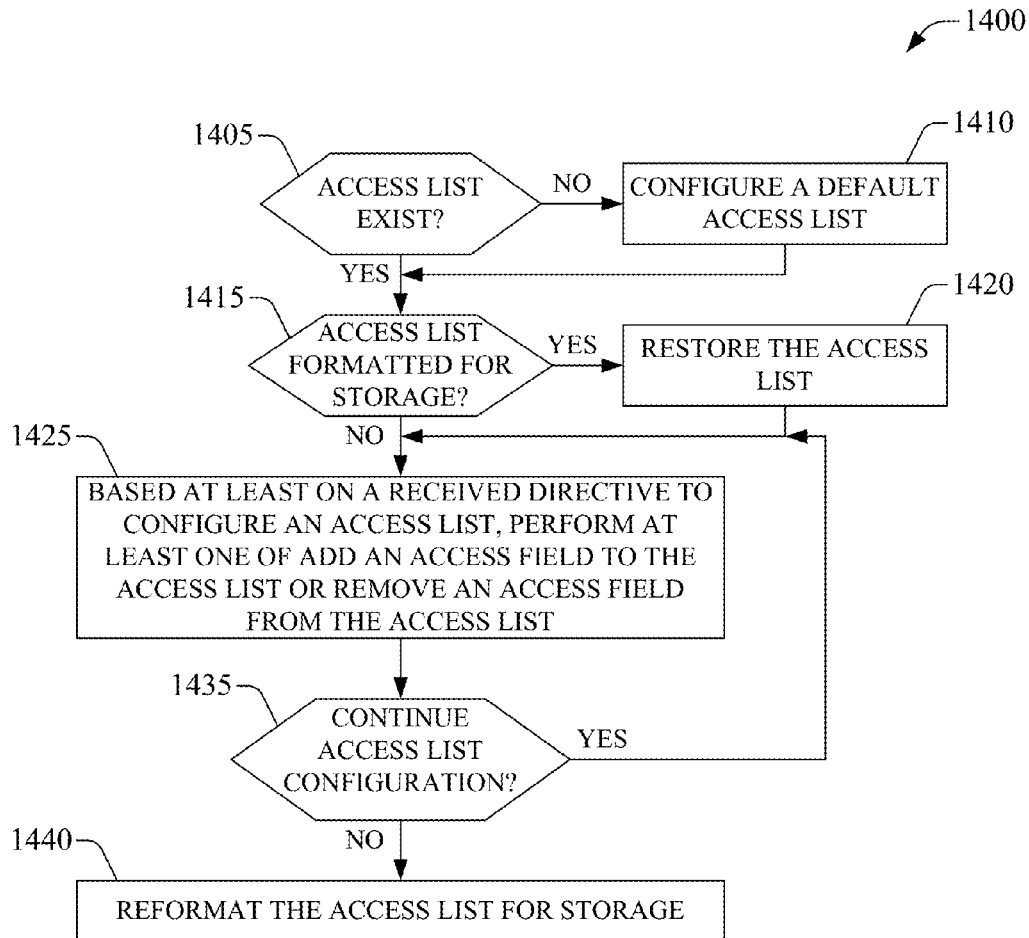 1400
1405
ACCESS LIST
EXIST?
NO
1410
CONFIGURE A DEFAULT
ACCESS LIST
YES
1415
ACCESS LIST
FORMATTED FOR
STORAGE?
YES
1420
RESTORE THE ACCESS
LIST
NO
1425
BASED AT LEAST ON A RECEIVED DIRECTIVE TO
CONFIGURE AN ACCESS LIST, PERFORM AT
LEAST ONE OF ADD AN ACCESS FIELD TO THE
ACCESS LIST OR REMOVE AN ACCESS FIELD
FROM THE ACCESS LIST
1435
CONTINUE
ACCESS LIST
CONFIGURATION?
YES
NO
1440
REFORMAT THE ACCESS LIST FOR STORAGE